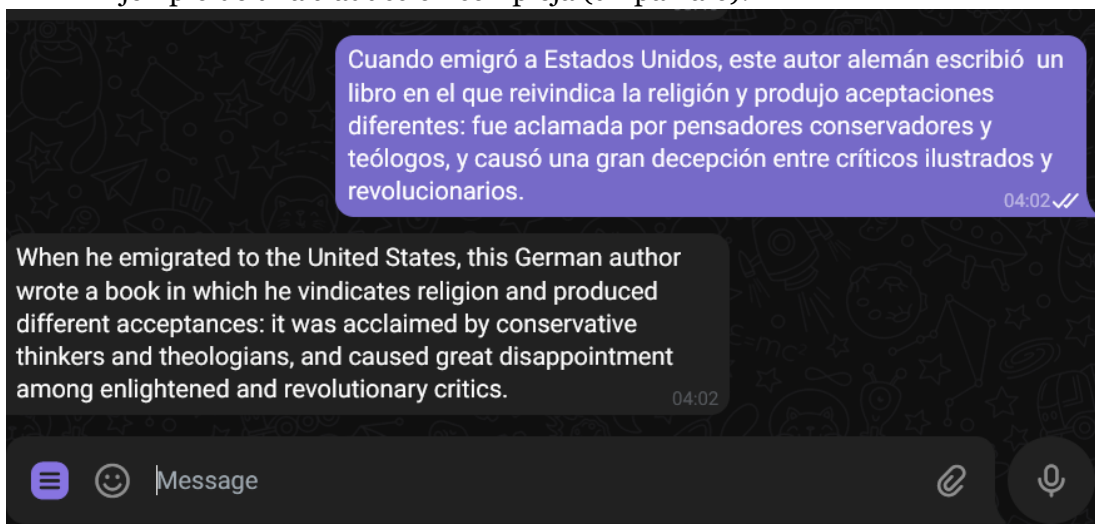 Cuando emigró a Estados Unidos, este autor alemán escribió  un
libro en el que reivindica la religión y produjo aceptaciones
diferentes: fue aclamada por pensadores conservadores y
teólogos, y causó una gran decepción entre críticos ilustrados y
revolucionarios.
04:02
When he emigrated to the United States, this German author
wrote a book in which he vindicates religion and produced
different acceptances: it was acclaimed by conservative
thinkers and theologians, and caused great disappointment
among enlightened and revolutionary critics.
04:02
Message